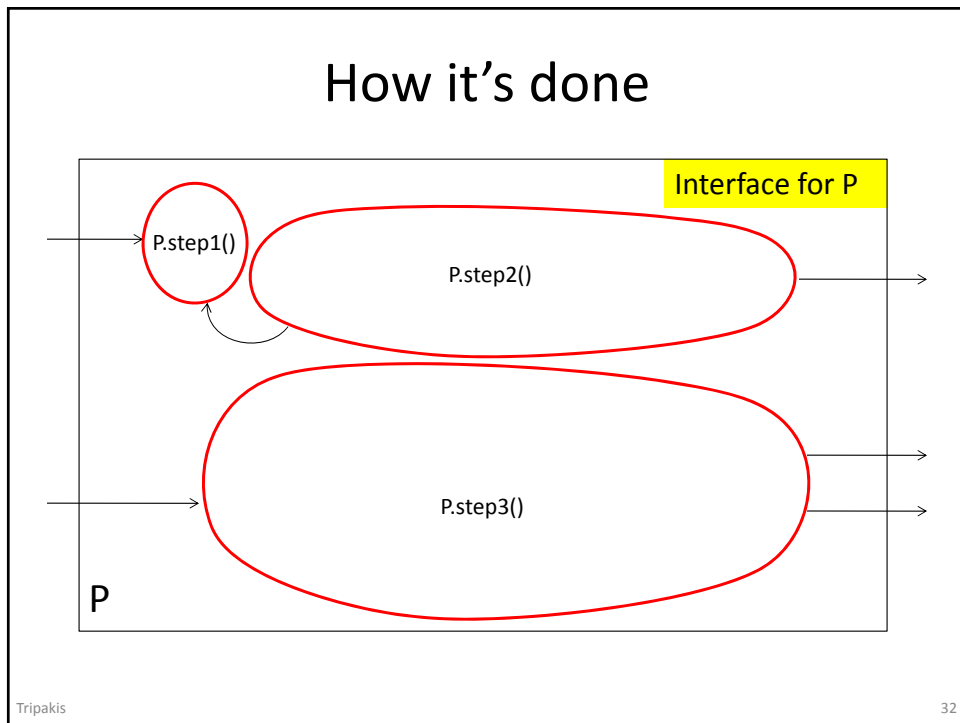 How it’s done
Interface for P
P.step1()
P.step2()
P.step3()
P
Tripakis
32